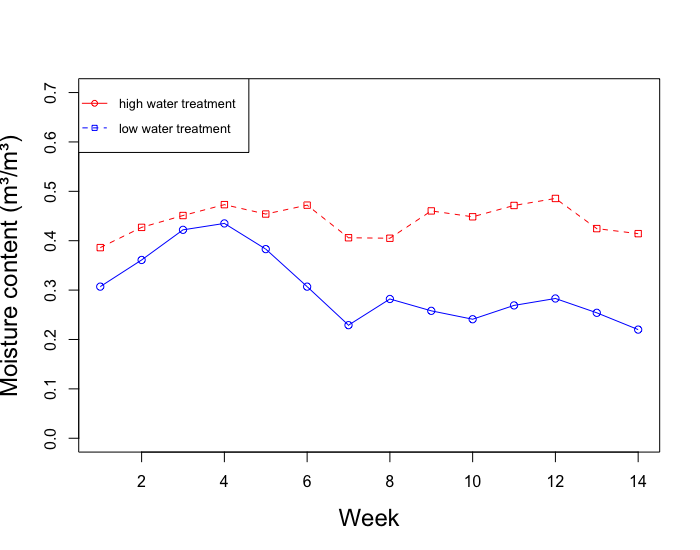 high water treatment
low water treatment
0.7
0.6
0.5
0.4
0.3
0.2
0.1
0.0
Moisture content (m³/m³)
2 4 6 8 10 12 14
Week